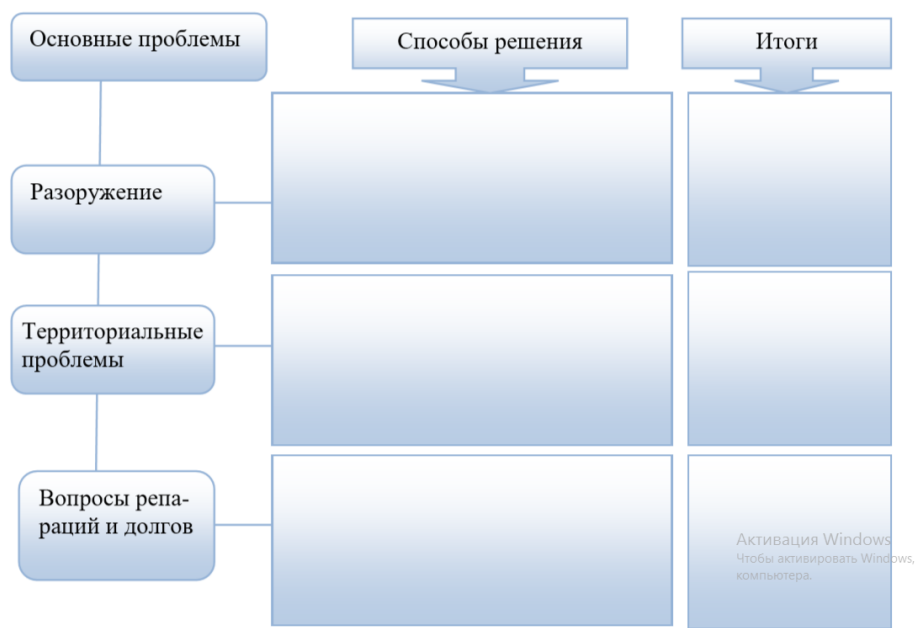 Основные проблемы
Способы решения
Итоги
Разоружение
Территориальные
проблемы
Вопросы репа-
раций и долгов
Активация Windows
Чтобы активировать Windows,
компьютера.